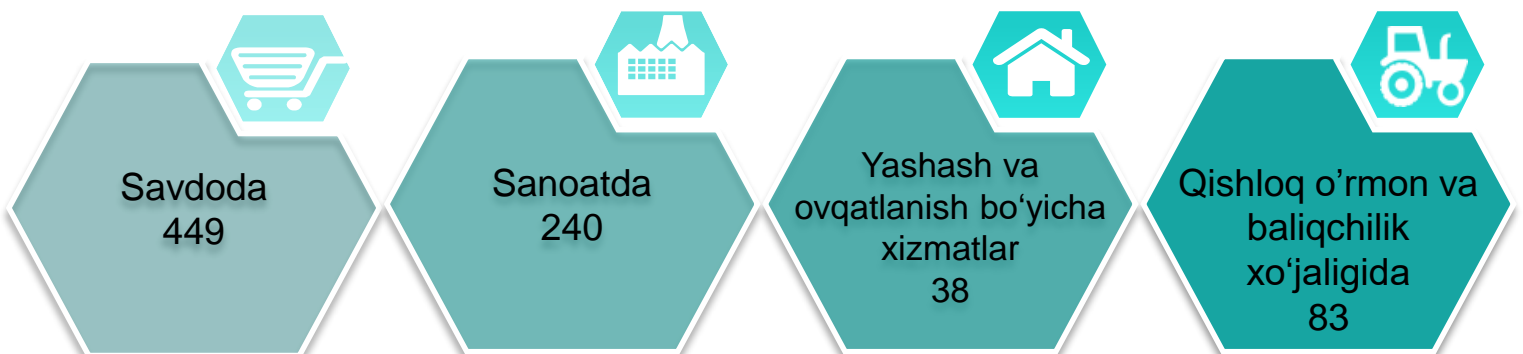 Savdoda
449
Sanoatda
240
Yashash va
ovqatlanish bo‘yicha
xizmatlar
38
Qishloq o’rmon va
baliqchilik
xo‘jaligida
83